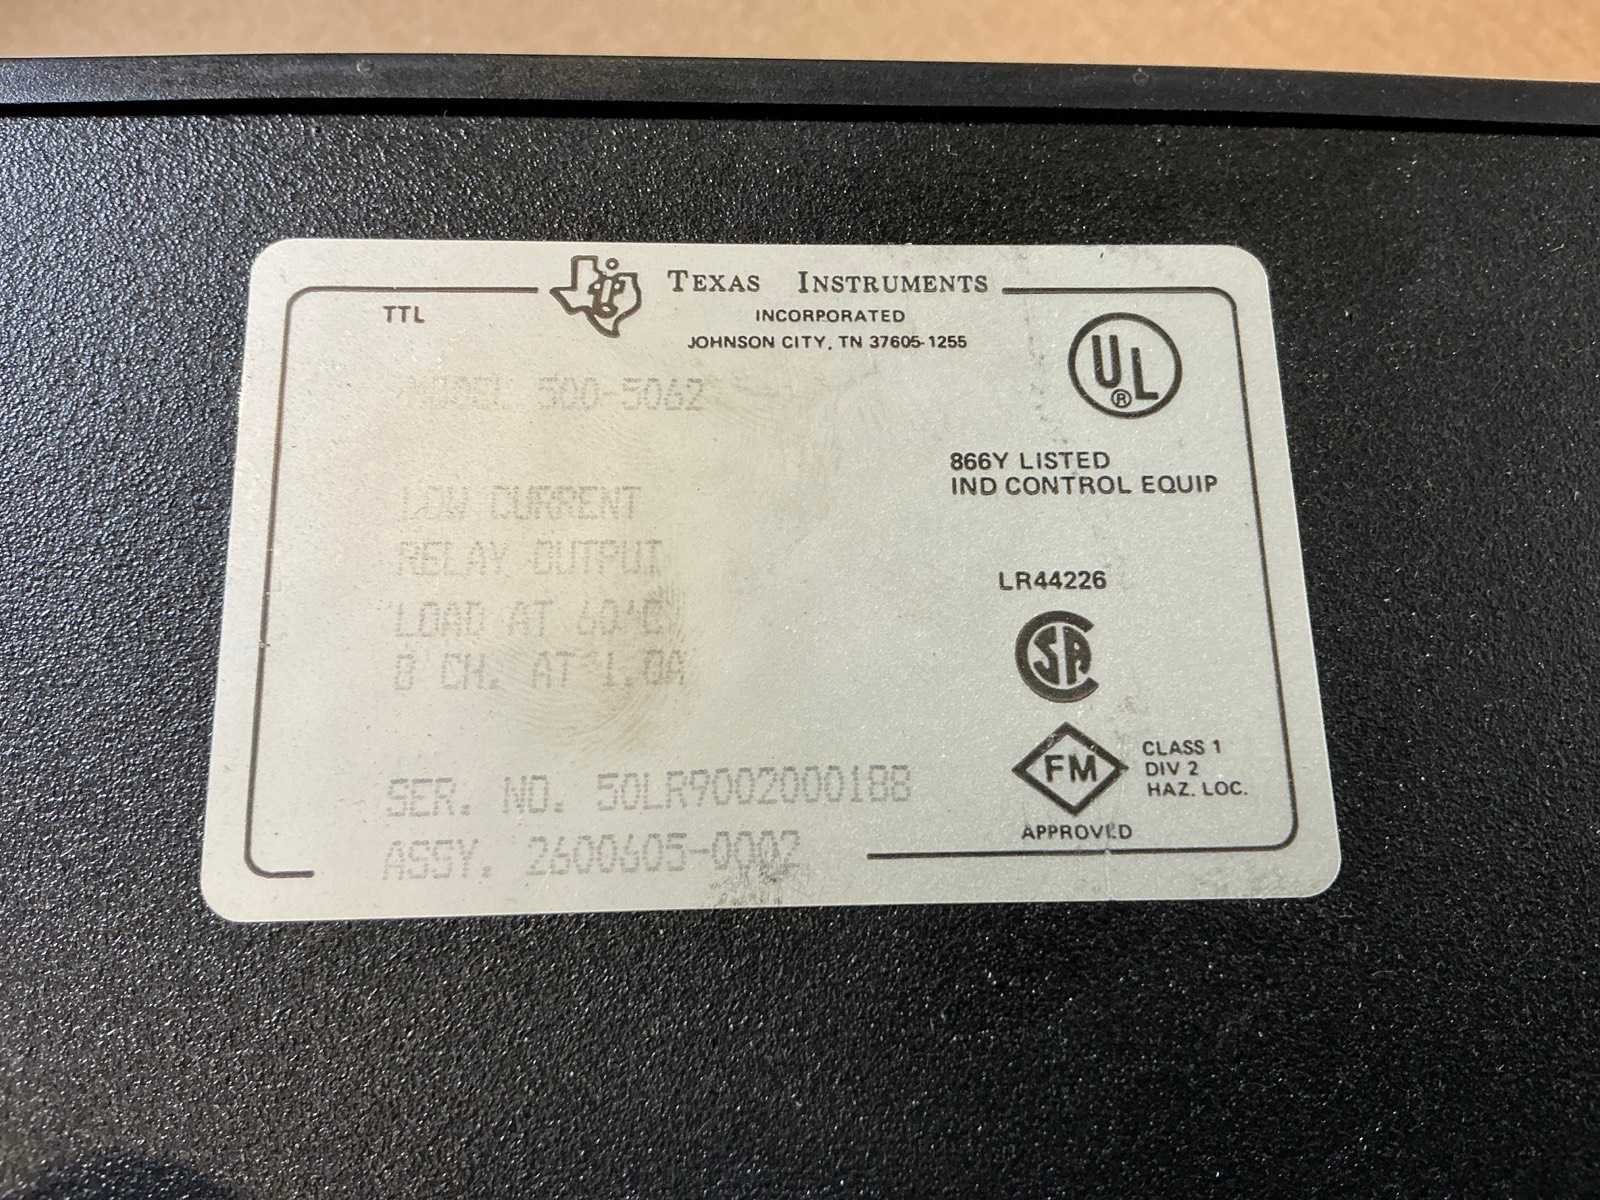 TEXAS INSTRUMENTS
INCORPORATED
JOHNSON CITY, TN 37605-1255
TTL
MODEL 500-5062
UL
®
866Y LISTED
IND CONTROL EQUIP
LOW CURRENT
RELAY OUTPUT
LOAD AT 60°C
8 CH. AT 1.0A
LR44226
CSA
FM
CLASS 1
DIV 2
HAZ. LOC.
APPROVED
SER. NO. 50LR9002000188
ASSY. 2600605-0002